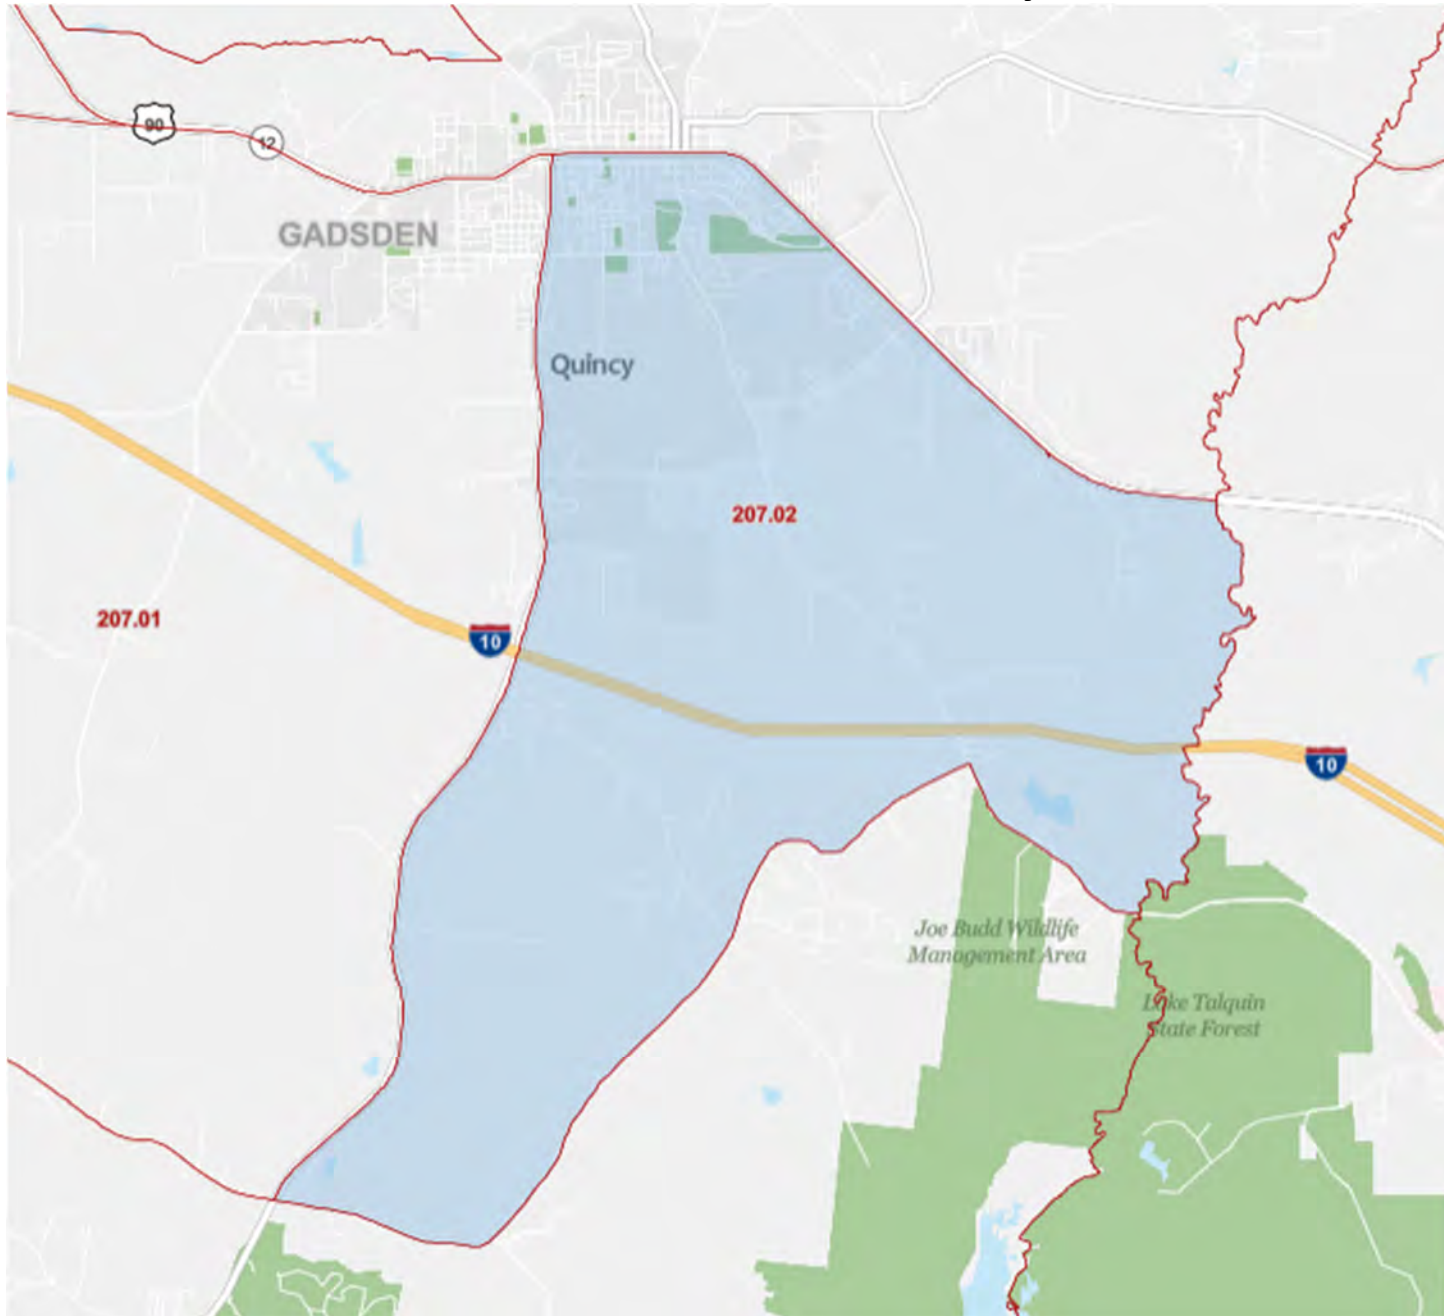 90
12
GADSDEN
Quincy
207.02
207.01
10
10
Joe Budd Wildlife
Management Area
Lake Talquin
State Forest